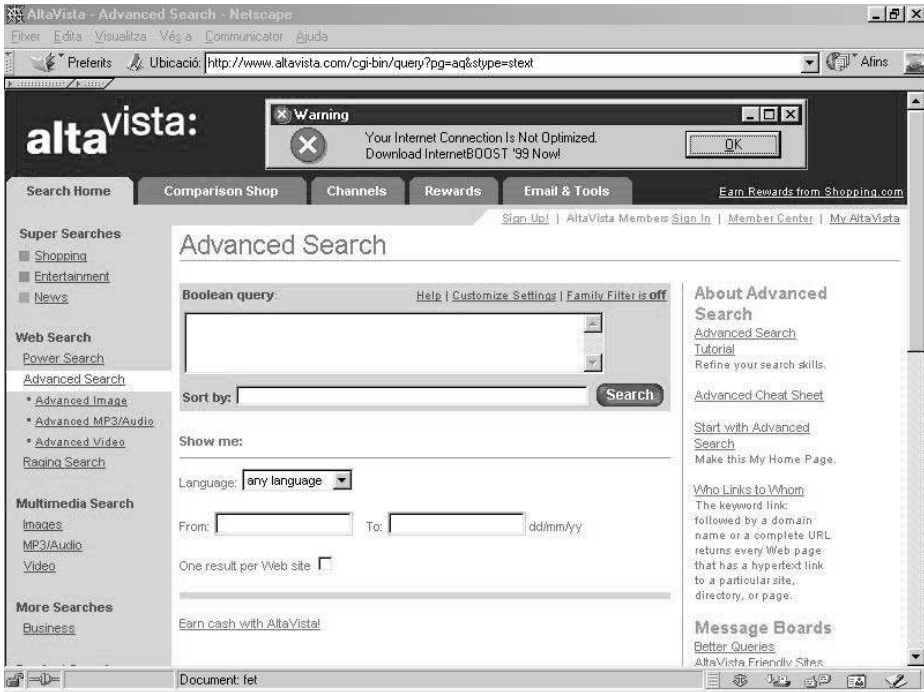 AltaVista - Advanced Search - Netscape
Fitxer Edita Visualitza Vés a Communicator Ajuda
Preferits Ubicació: http://www.altavista.com/cgi-bin/query?pg=aq&stype=stext Afins
altavista:
Warning
Your Internet Connection Is Not Optimized.
Download InternetBOOST '99 Now!
OK
Search Home Comparison Shop Channels Rewards Email & Tools Earn Rewards from Shopping.com
Sign Up! | AltaVista Members Sign In | Member Center | My AltaVista
Super Searches
Shopping
Entertainment
News
Web Search
Power Search
Advanced Search
Advanced Image
Advanced MP3/Audio
Advanced Video
Raging Search
Multimedia Search
Images
MP3/Audio
Video
More Searches
Business
Advanced Search
Boolean query: Help | Customize Settings | Family Filter is off
Sort by: Search
Show me:
Language: any language
From: To: dd/mm/yy
One result per Web site
Earn cash with AltaVista!
About Advanced
Search
Advanced Search
Tutorial
Refine your search skills.
Advanced Cheat Sheet
Start with Advanced
Search
Make this My Home Page.
Who Links to Whom
The keyword link:
followed by a domain
name or a complete URL
returns every Web page
that has a hypertext link
to a particular site,
directory, or page.
Message Boards
Better Queries
AltaVista Friendly Sites
Document: fet